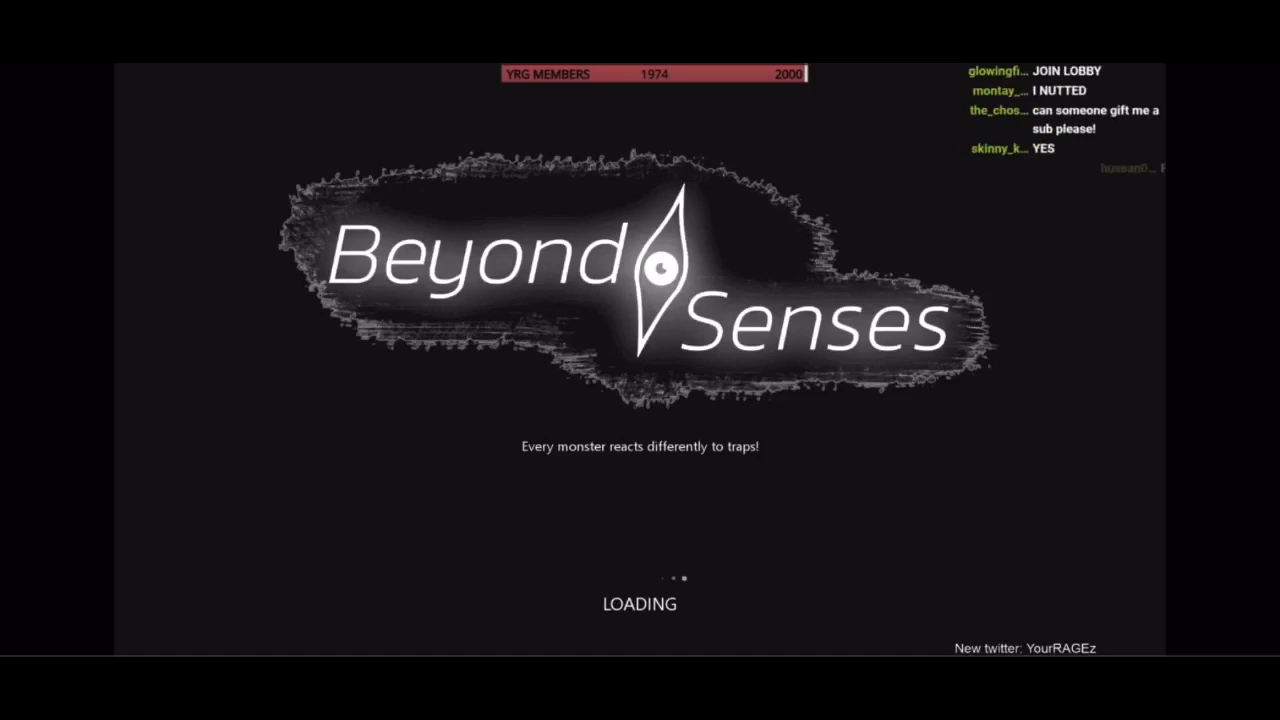 YRG MEMBERS 1974 2000
glowingfi... JOIN LOBBY
montay_... I NUTTED
the_chos... can someone gift me a
sub please!
skinny_k... YES
Beyond
Senses
Every monster reacts differently to traps!
LOADING
New twitter: YourRAGEz